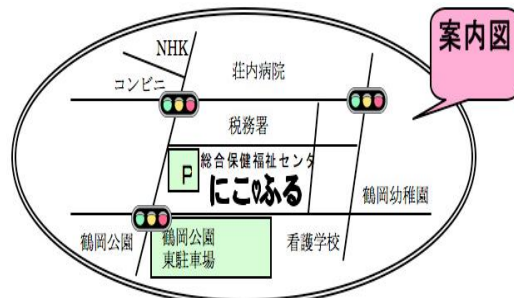 案内図
NHK
コンビニ
荘内病院
税務署
P
総合保健福祉センタ
にこ♥ふる
鶴岡幼稚園
鶴岡公園
鶴岡公園
東駐車場
看護学校